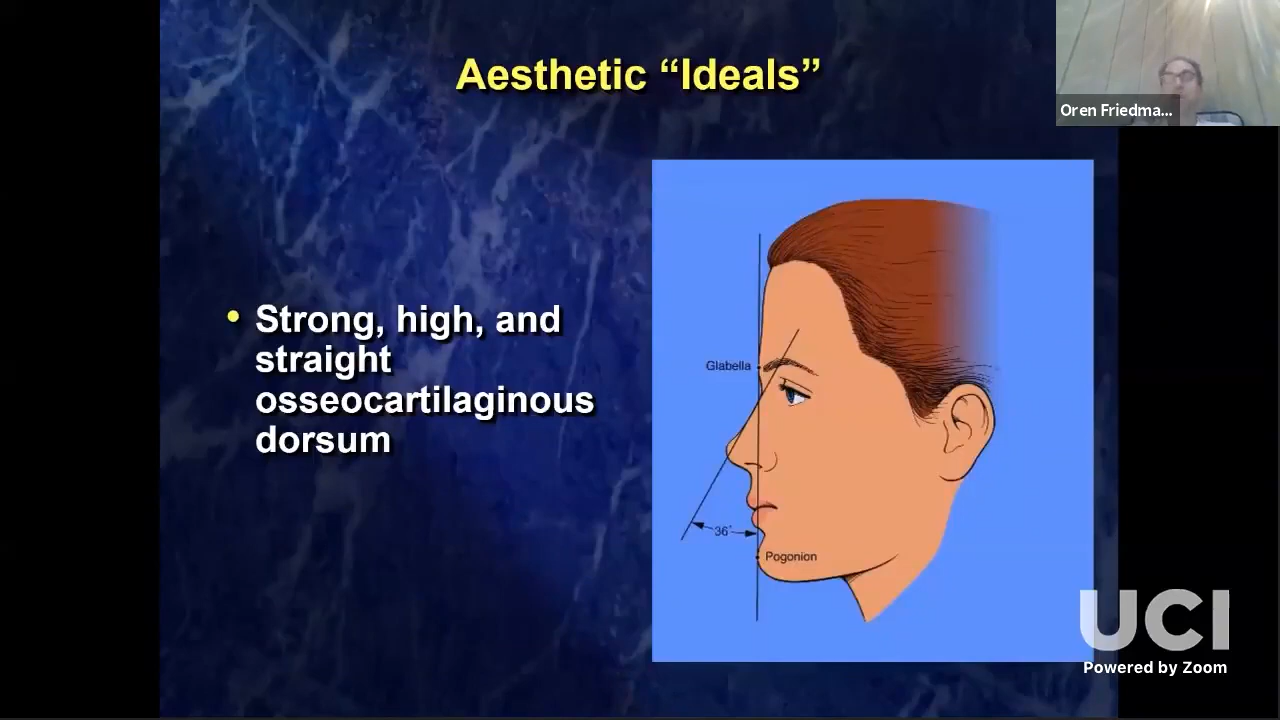 Aesthetic “Ideals”
Oren Friedma...
• Strong, high, and
straight
osseocartilaginous
dorsum
Glabella
36°
Pogonion
UCI
Powered by Zoom